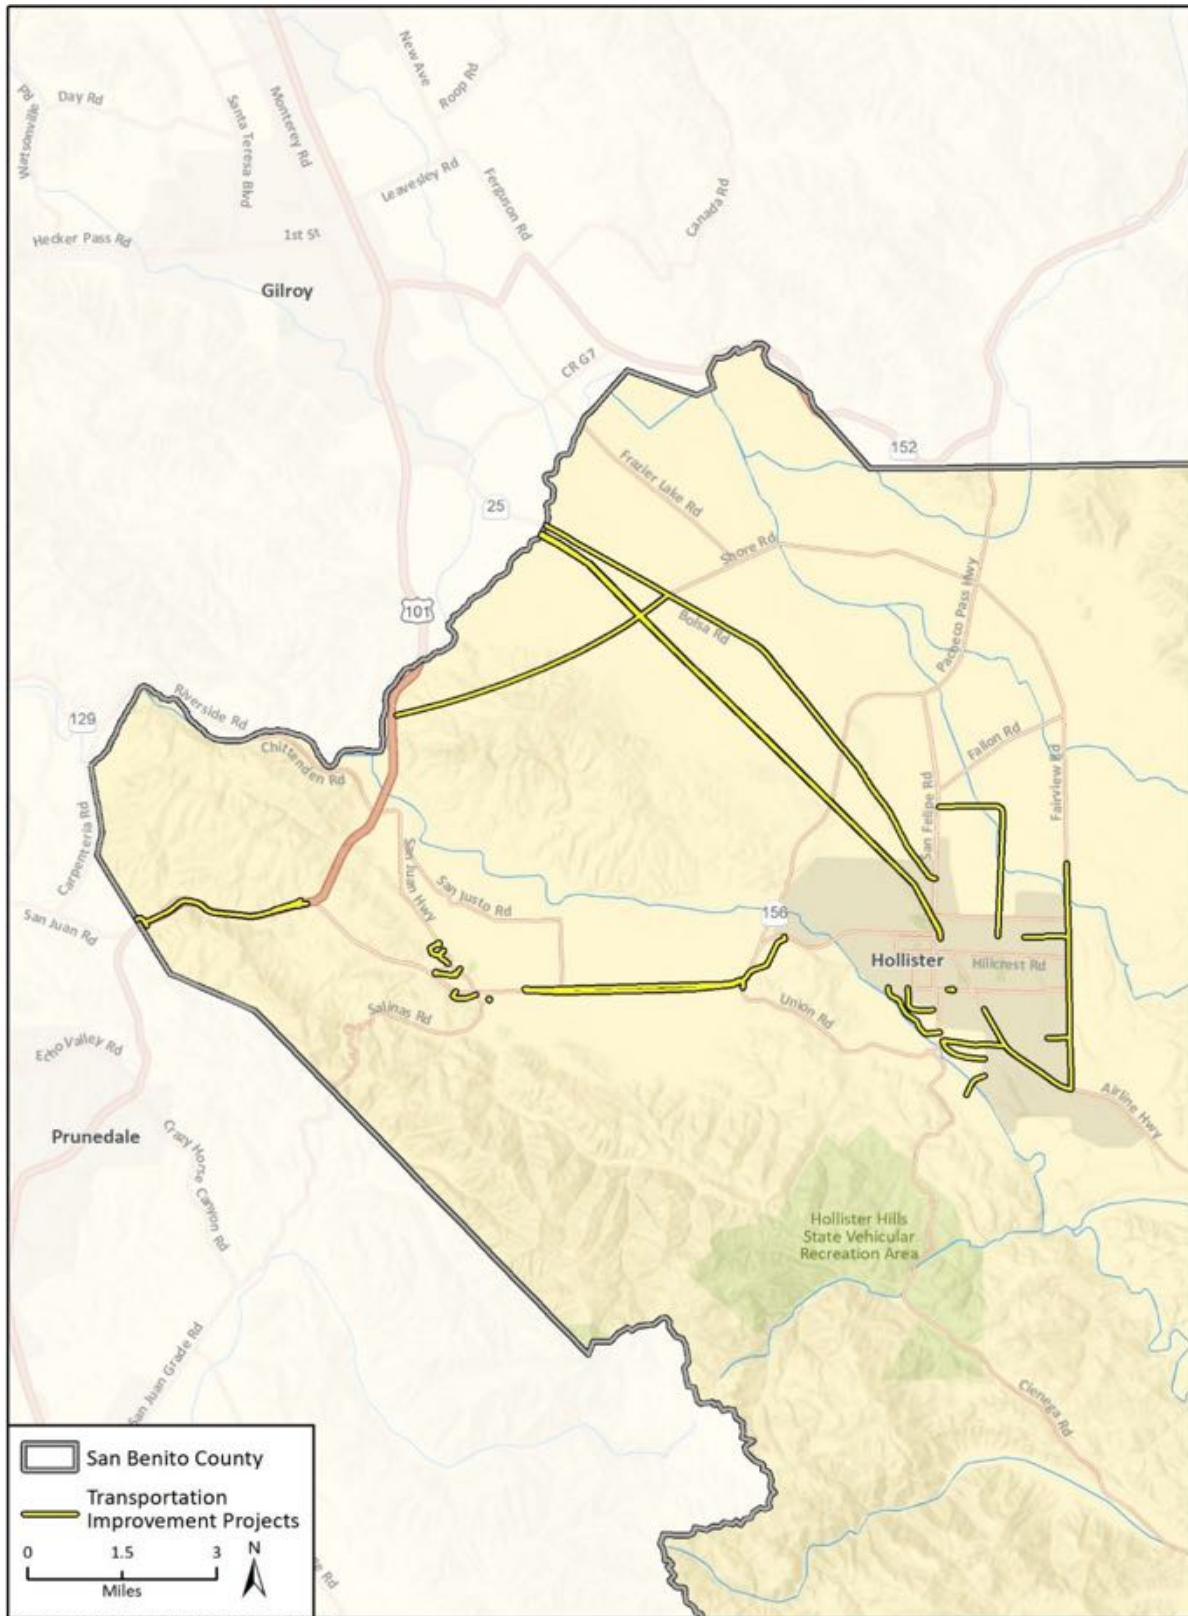 New Ave
Roop Rd
Watsonville Rd
Day Rd
Santa Teresa Blvd
Monterey Rd
Leavesley Rd
Ferguson Rd
Canada Rd
Hecker Pass Rd
1st St
Gilroy
CR G7
152
Frazier Lake Rd
25
Shore Rd
Bolsa Rd
Pacheco Pass Hwy
101
Riverside Rd
129
Chittenden Rd
Fallon Rd
Fairview Rd
San Felipe Rd
Carpenteria Rd
San Juan Hwy
San Justo Rd
San Juan Rd
156
Hollister
Hillcrest Rd
Salinas Rd
Union Rd
Echo Valley Rd
Airline Hwy
Prunedale
Crazy Horse Canyon Rd
Hollister Hills
State Vehicular
Recreation Area
San Juan Grade Rd
Cienega Rd
San Benito County
Transportation
Improvement Projects
0 1.5 3
Miles
N
Rd